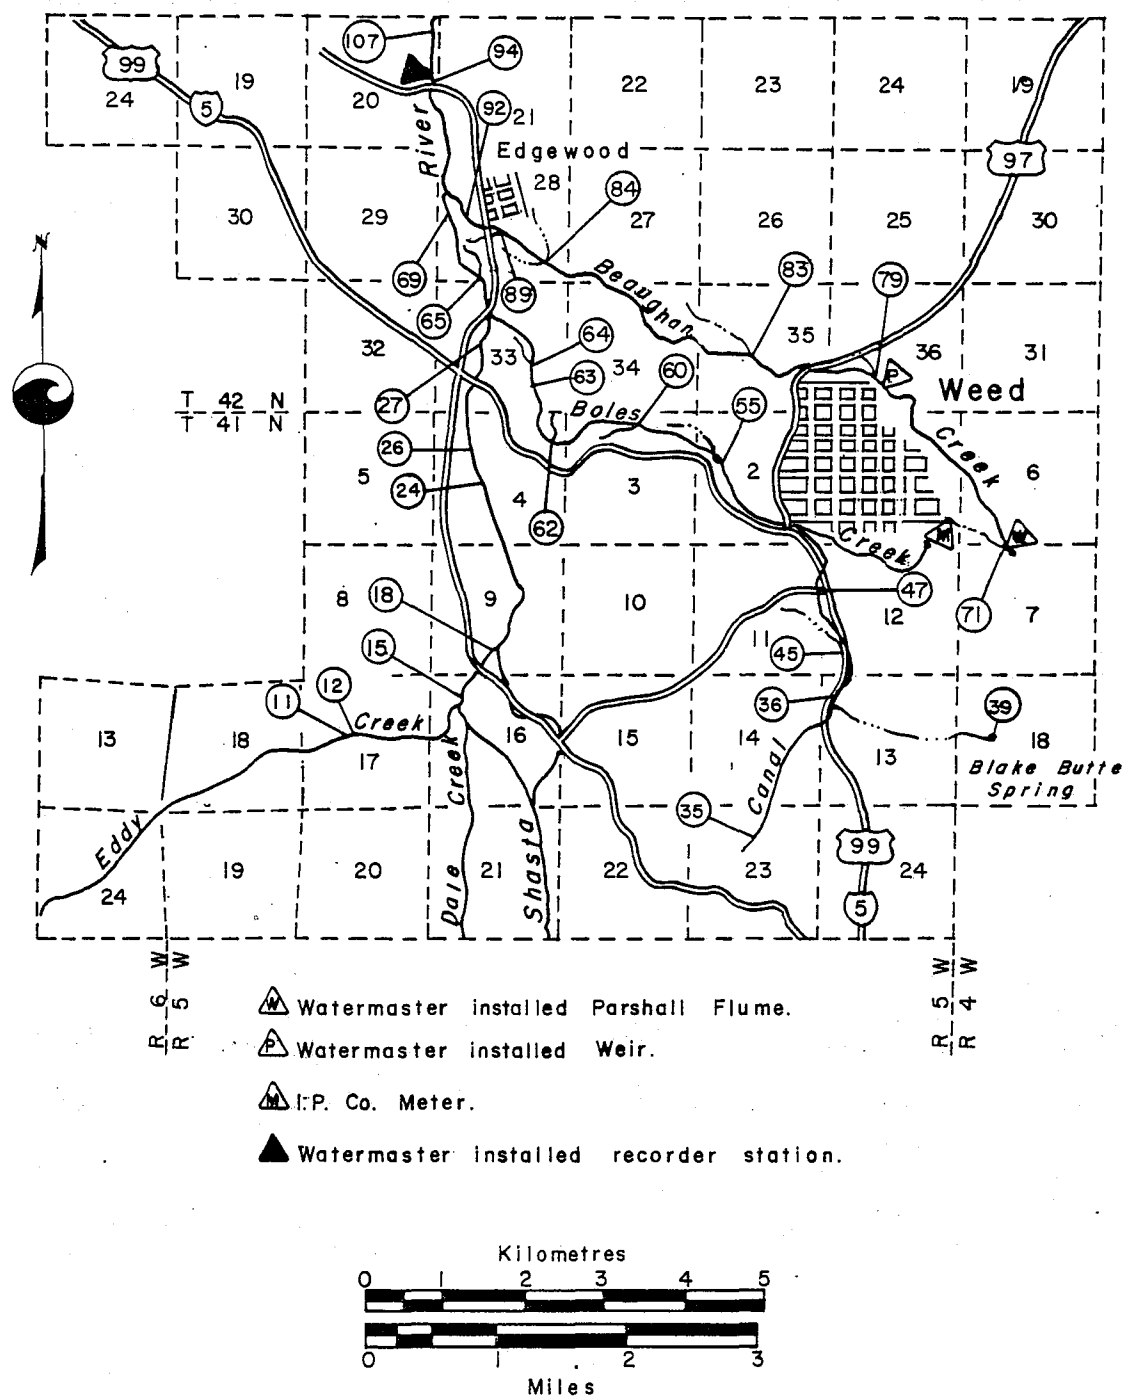 107
94
99
19
22
23
24
19
24
5
20
92
21
97
River
Edgewood
28
84
30
29
27
26
25
30
69
Beaughan
83
79
89
65
64
35
32
33
34
60
36
31
P
63
Weed
27
T 42 N
T 41 N
Boles
55
26
Creek
5
24
4
3
2
6
62
Creek
M
W
8
18
9
10
47
12
71
7
11
15
45
12
11
36
39
13
18
Creek
17
16
15
14
13
18
Blake Butte
Spring
Canal
35
Creek
Eddy
Shasta
99
24
19
20
Dale
21
22
23
24
5
R 6 W
R 5 W
R 5 W
R 4 W
W Watermaster installed Parshall Flume.
P Watermaster installed Weir.
M I.P. Co. Meter.
Watermaster installed recorder station.
Kilometres
0 1 2 3 4 5
0 1 2 3
Miles